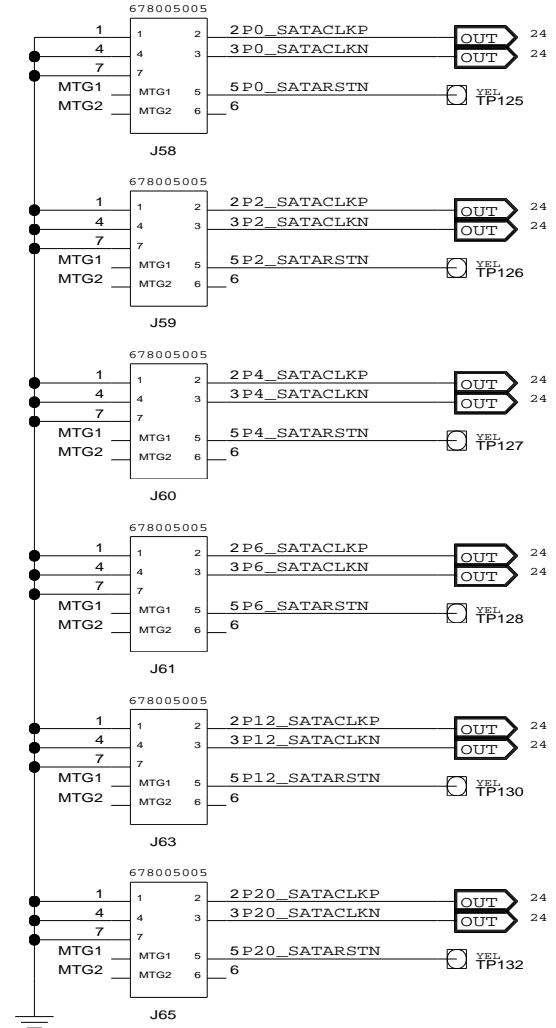 678005005
1 1 2 2 P0_SATACLKP OUT 24
4 4 3 3 P0_SATACLKN OUT 24
7 7
MTG1 MTG1 5 5 P0_SATARSTN YEL TP125
MTG2 MTG2 6 6
J58
678005005
1 1 2 2 P2_SATACLKP OUT 24
4 4 3 3 P2_SATACLKN OUT 24
7 7
MTG1 MTG1 5 5 P2_SATARSTN YEL TP126
MTG2 MTG2 6 6
J59
678005005
1 1 2 2 P4_SATACLKP OUT 24
4 4 3 3 P4_SATACLKN OUT 24
7 7
MTG1 MTG1 5 5 P4_SATARSTN YEL TP127
MTG2 MTG2 6 6
J60
678005005
1 1 2 2 P6_SATACLKP OUT 24
4 4 3 3 P6_SATACLKN OUT 24
7 7
MTG1 MTG1 5 5 P6_SATARSTN YEL TP128
MTG2 MTG2 6 6
J61
678005005
1 1 2 2 P12_SATACLKP OUT 24
4 4 3 3 P12_SATACLKN OUT 24
7 7
MTG1 MTG1 5 5 P12_SATARSTN YEL TP130
MTG2 MTG2 6 6
J63
678005005
1 1 2 2 P20_SATACLKP OUT 24
4 4 3 3 P20_SATACLKN OUT 24
7 7
MTG1 MTG1 5 5 P20_SATARSTN YEL TP132
MTG2 MTG2 6 6
J65